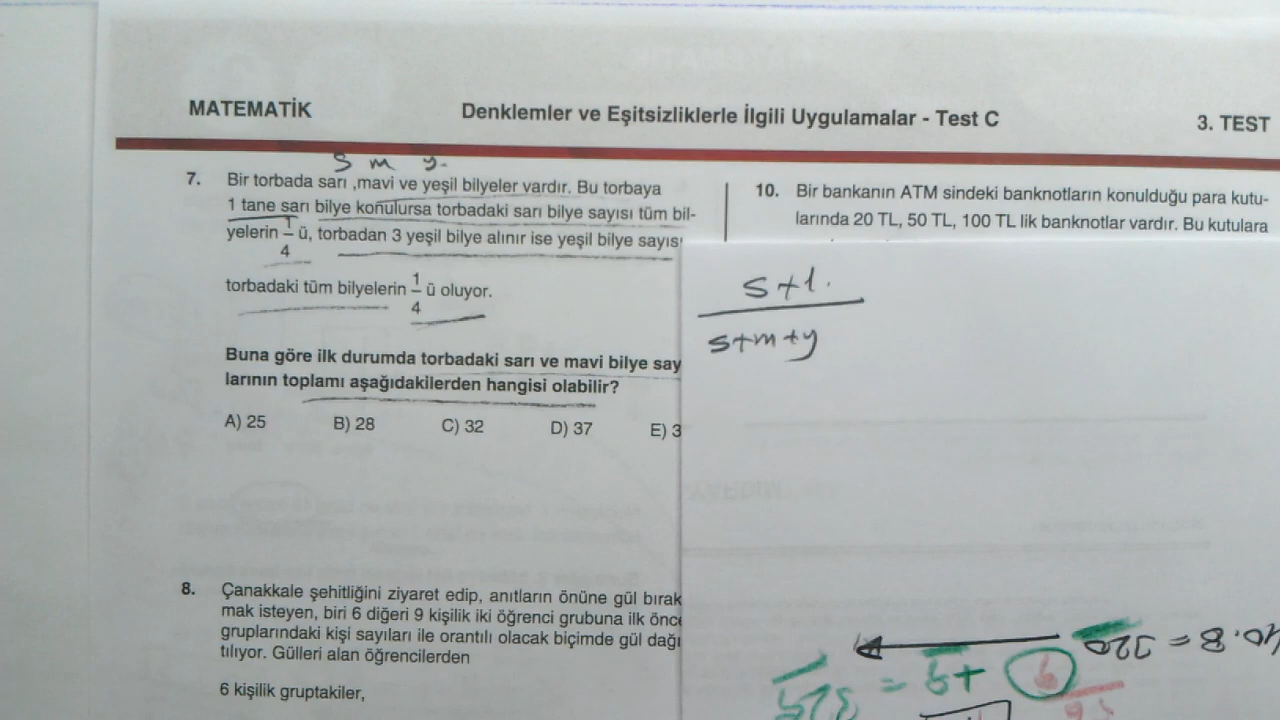 MATEMATİK
Denklemler ve Eşitsizliklerle İlgili Uygulamalar - Test C
3. TEST
s m y.
7. Bir torbada sarı ,mavi ve yeşil bilyeler vardır. Bu torbaya
1 tane sarı bilye konulursa torbadaki sarı bilye sayısı tüm bil-
yelerin 1/4 ü, torbadan 3 yeşil bilye alınır ise yeşil bilye sayıs
torbadaki tüm bilyelerin 1/4 ü oluyor.
Buna göre ilk durumda torbadaki sarı ve mavi bilye say
larının toplamı aşağıdakilerden hangisi olabilir?
A) 25 B) 28 C) 32 D) 37 E) 3
8. Çanakkale şehitliğini ziyaret edip, anıtların önüne gül bırak
mak isteyen, biri 6 diğeri 9 kişilik iki öğrenci grubuna ilk önce
gruplarındaki kişi sayıları ile orantılı olacak biçimde gül dağı
tılıyor. Gülleri alan öğrencilerden
6 kişilik gruptakiler,
10. Bir bankanın ATM sindeki banknotların konulduğu para kutu-
larında 20 TL, 50 TL, 100 TL lik banknotlar vardır. Bu kutulara
s+1.
s+m+y
40.8 = 320